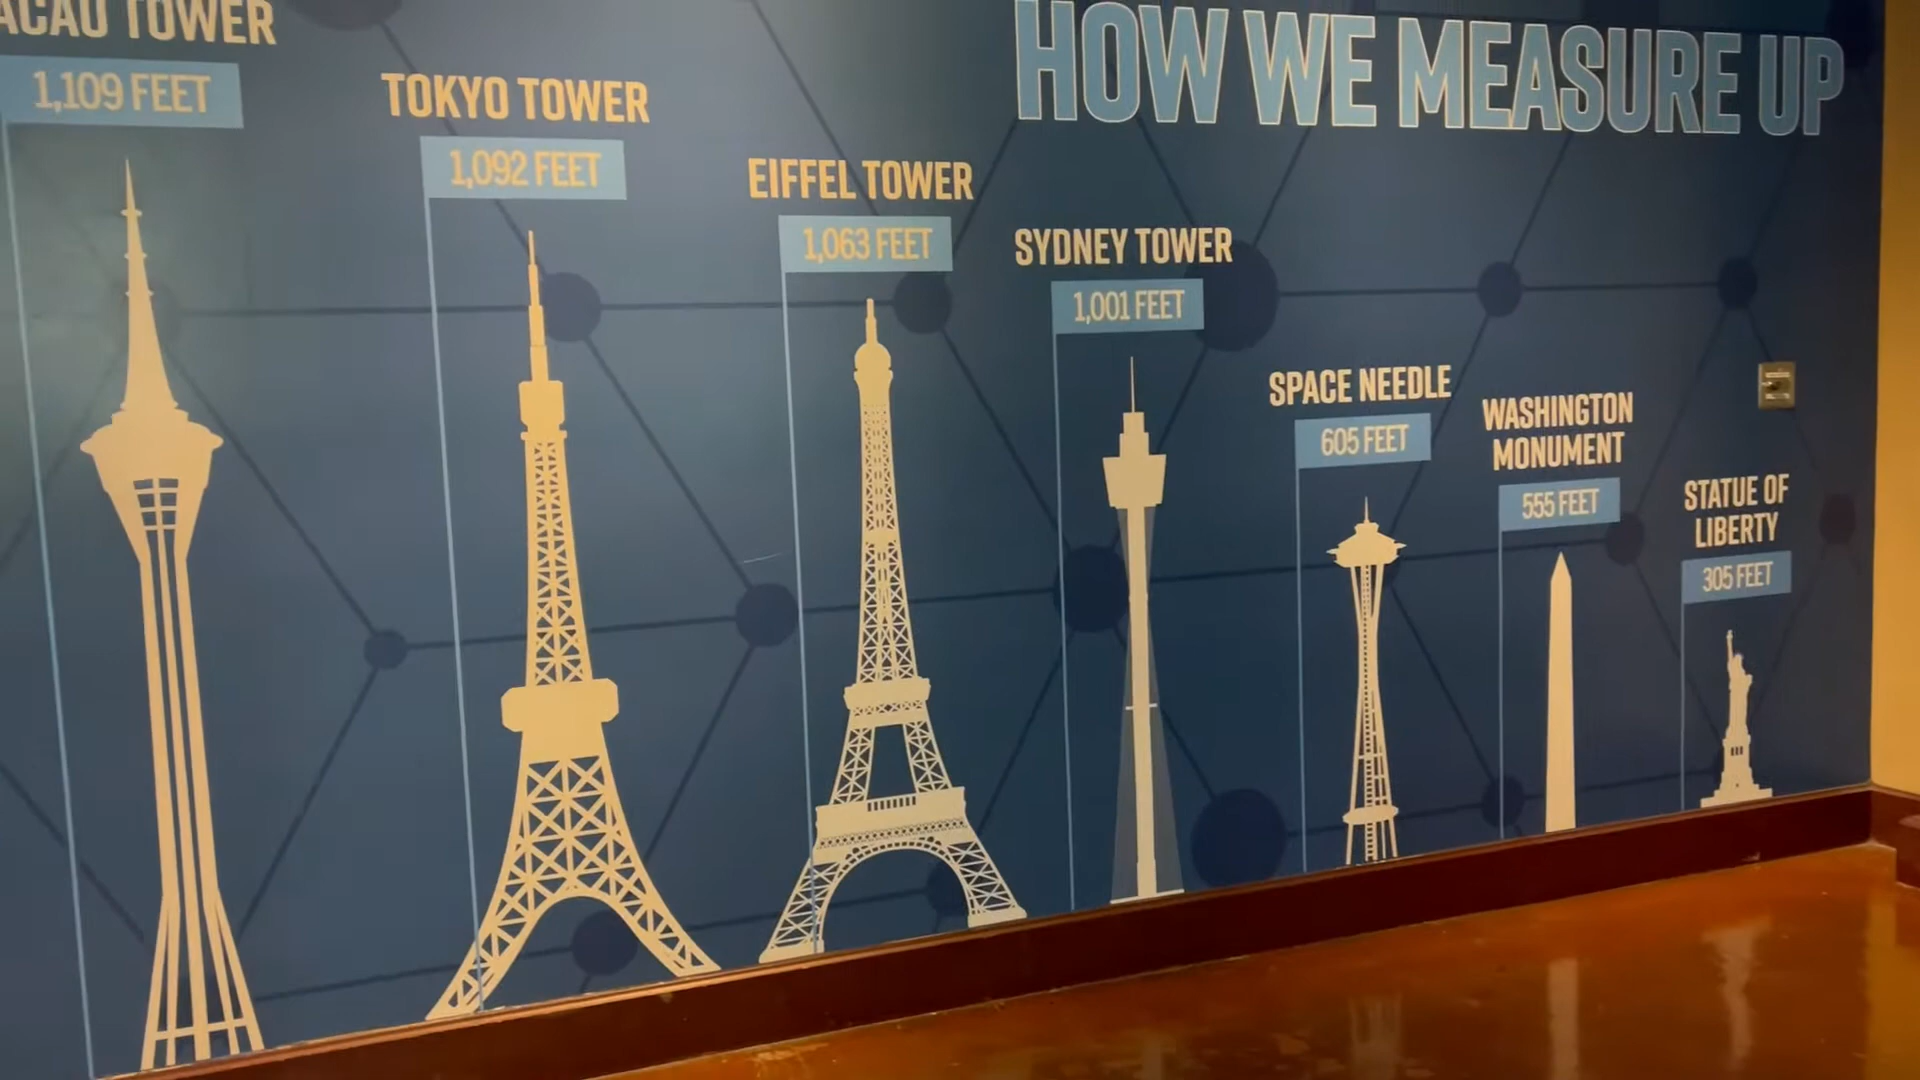 ACAU TOWER
1,109 FEET
TOKYO TOWER
1,092 FEET
EIFFEL TOWER
1,063 FEET
HOW WE MEASURE UP
SYDNEY TOWER
1,001 FEET
SPACE NEEDLE
605 FEET
WASHINGTON
MONUMENT
555 FEET
STATUE OF
LIBERTY
305 FEET